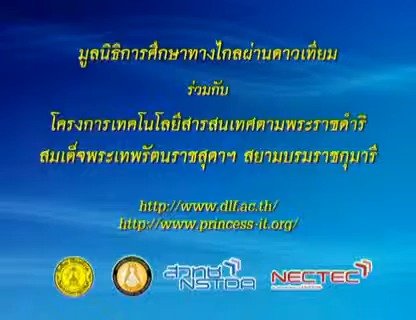 มูลนิธิการศึกษาทางไกลผ่านดาวเทียม
ร่วมกับ
โครงการเทคโนโลยีสารสนเทศตามพระราชดำริ
สมเด็จพระเทพรัตนราชสุดาฯ สยามบรมราชกุมารี
http://www.dlf.ac.th/
http://www.princess-it.org/
สวทช NECTEC
NSTDA